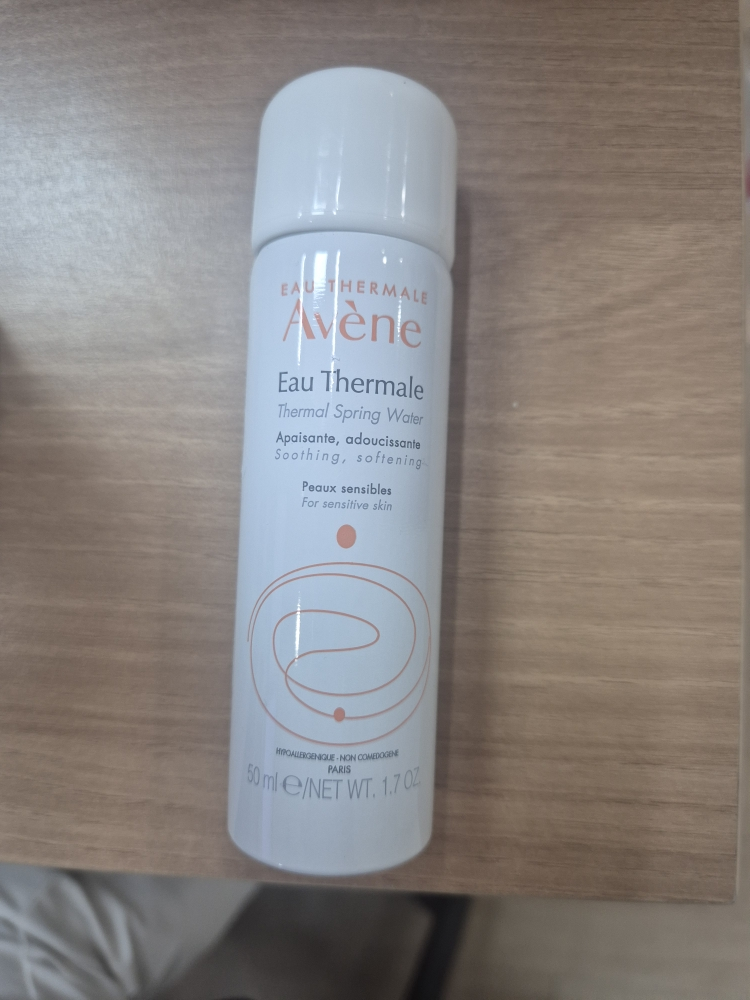 EAU THERMALE
Avène
Eau Thermale
Thermal Spring Water
Apaisante, adoucissante
Soothing, softening
Peaux sensibles
For sensitive skin
HYPOALLERGENIQUE - NON COMEDOGENE
PARIS
50 ml ℮/NET WT. 1.7 OZ.